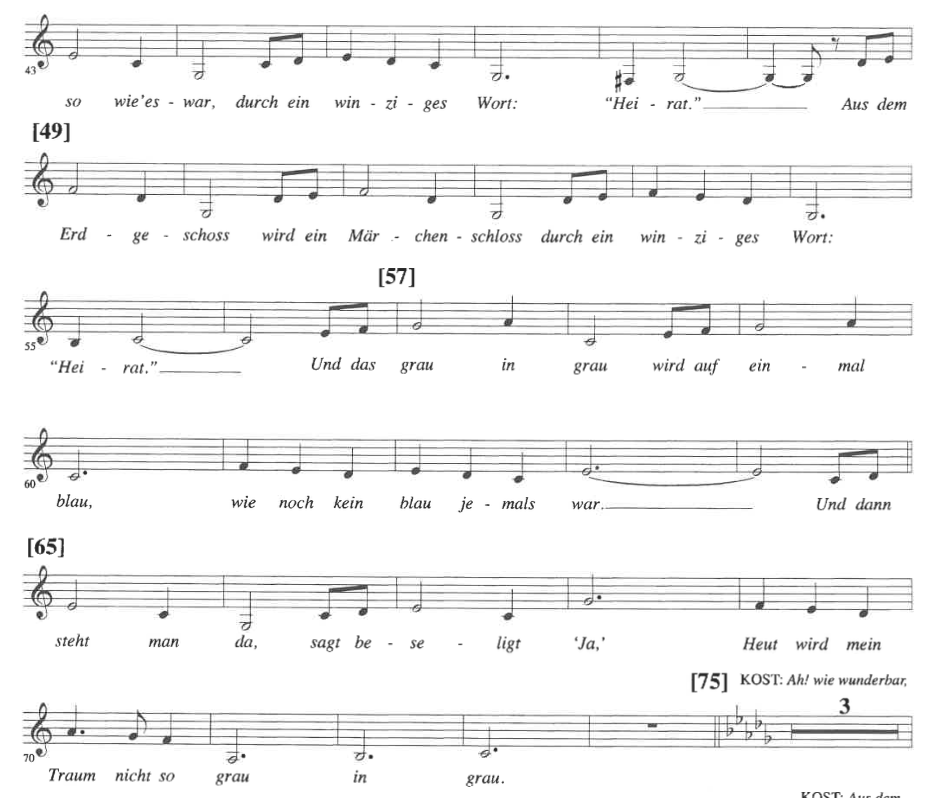 43
so wie'es - war, durch ein win - zi - ges Wort: "Hei - rat." Aus dem
[49]
Erd - ge - schoss wird ein Mär - chen - schloss durch ein win - zi - ges Wort:
[57]
55
"Hei - rat." Und das grau in grau wird auf ein - mal
60
blau, wie noch kein blau je - mals war. Und dann
[65]
steht man da, sagt be - se - ligt 'Ja,' Heut wird mein
[75] KOST: Ah! wie wunderbar,
3
70
Traum nicht so grau in grau.
KOST: Aus dem